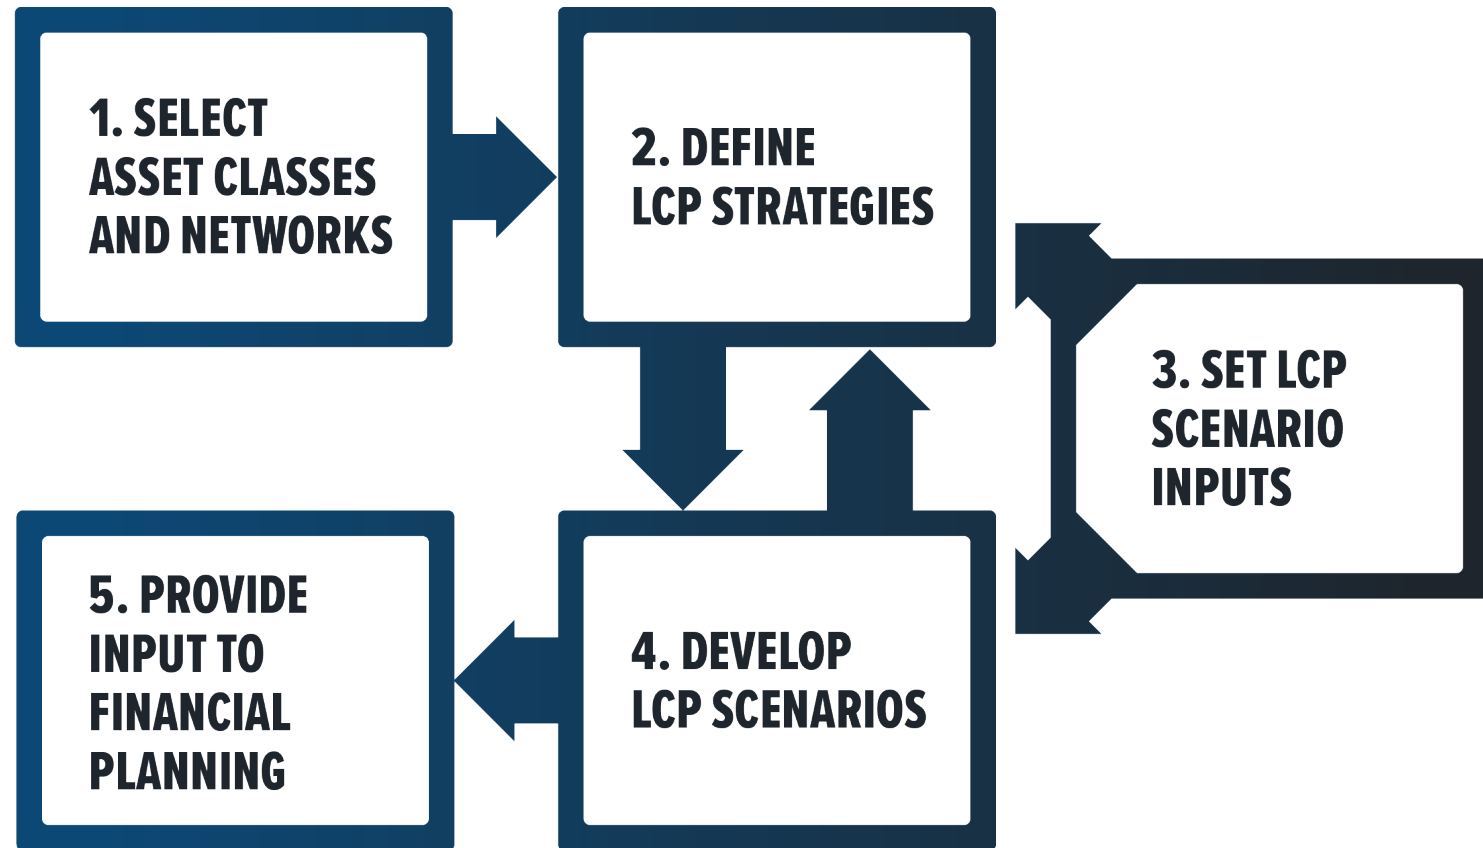 1. SELECT
ASSET CLASSES
AND NETWORKS
2. DEFINE
LCP STRATEGIES
3. SET LCP
SCENARIO
INPUTS
4. DEVELOP
LCP SCENARIOS
5. PROVIDE
INPUT TO
FINANCIAL
PLANNING